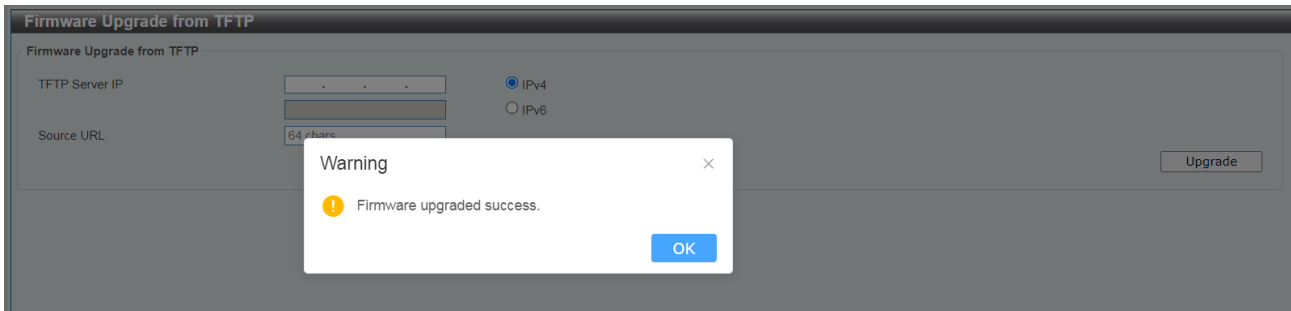 Firmware Upgrade from TFTP
Firmware Upgrade from TFTP
TFTP Server IP . . . IPv4
IPv6
Source URL 64 chars
Upgrade
Warning ×
Firmware upgraded success.
OK